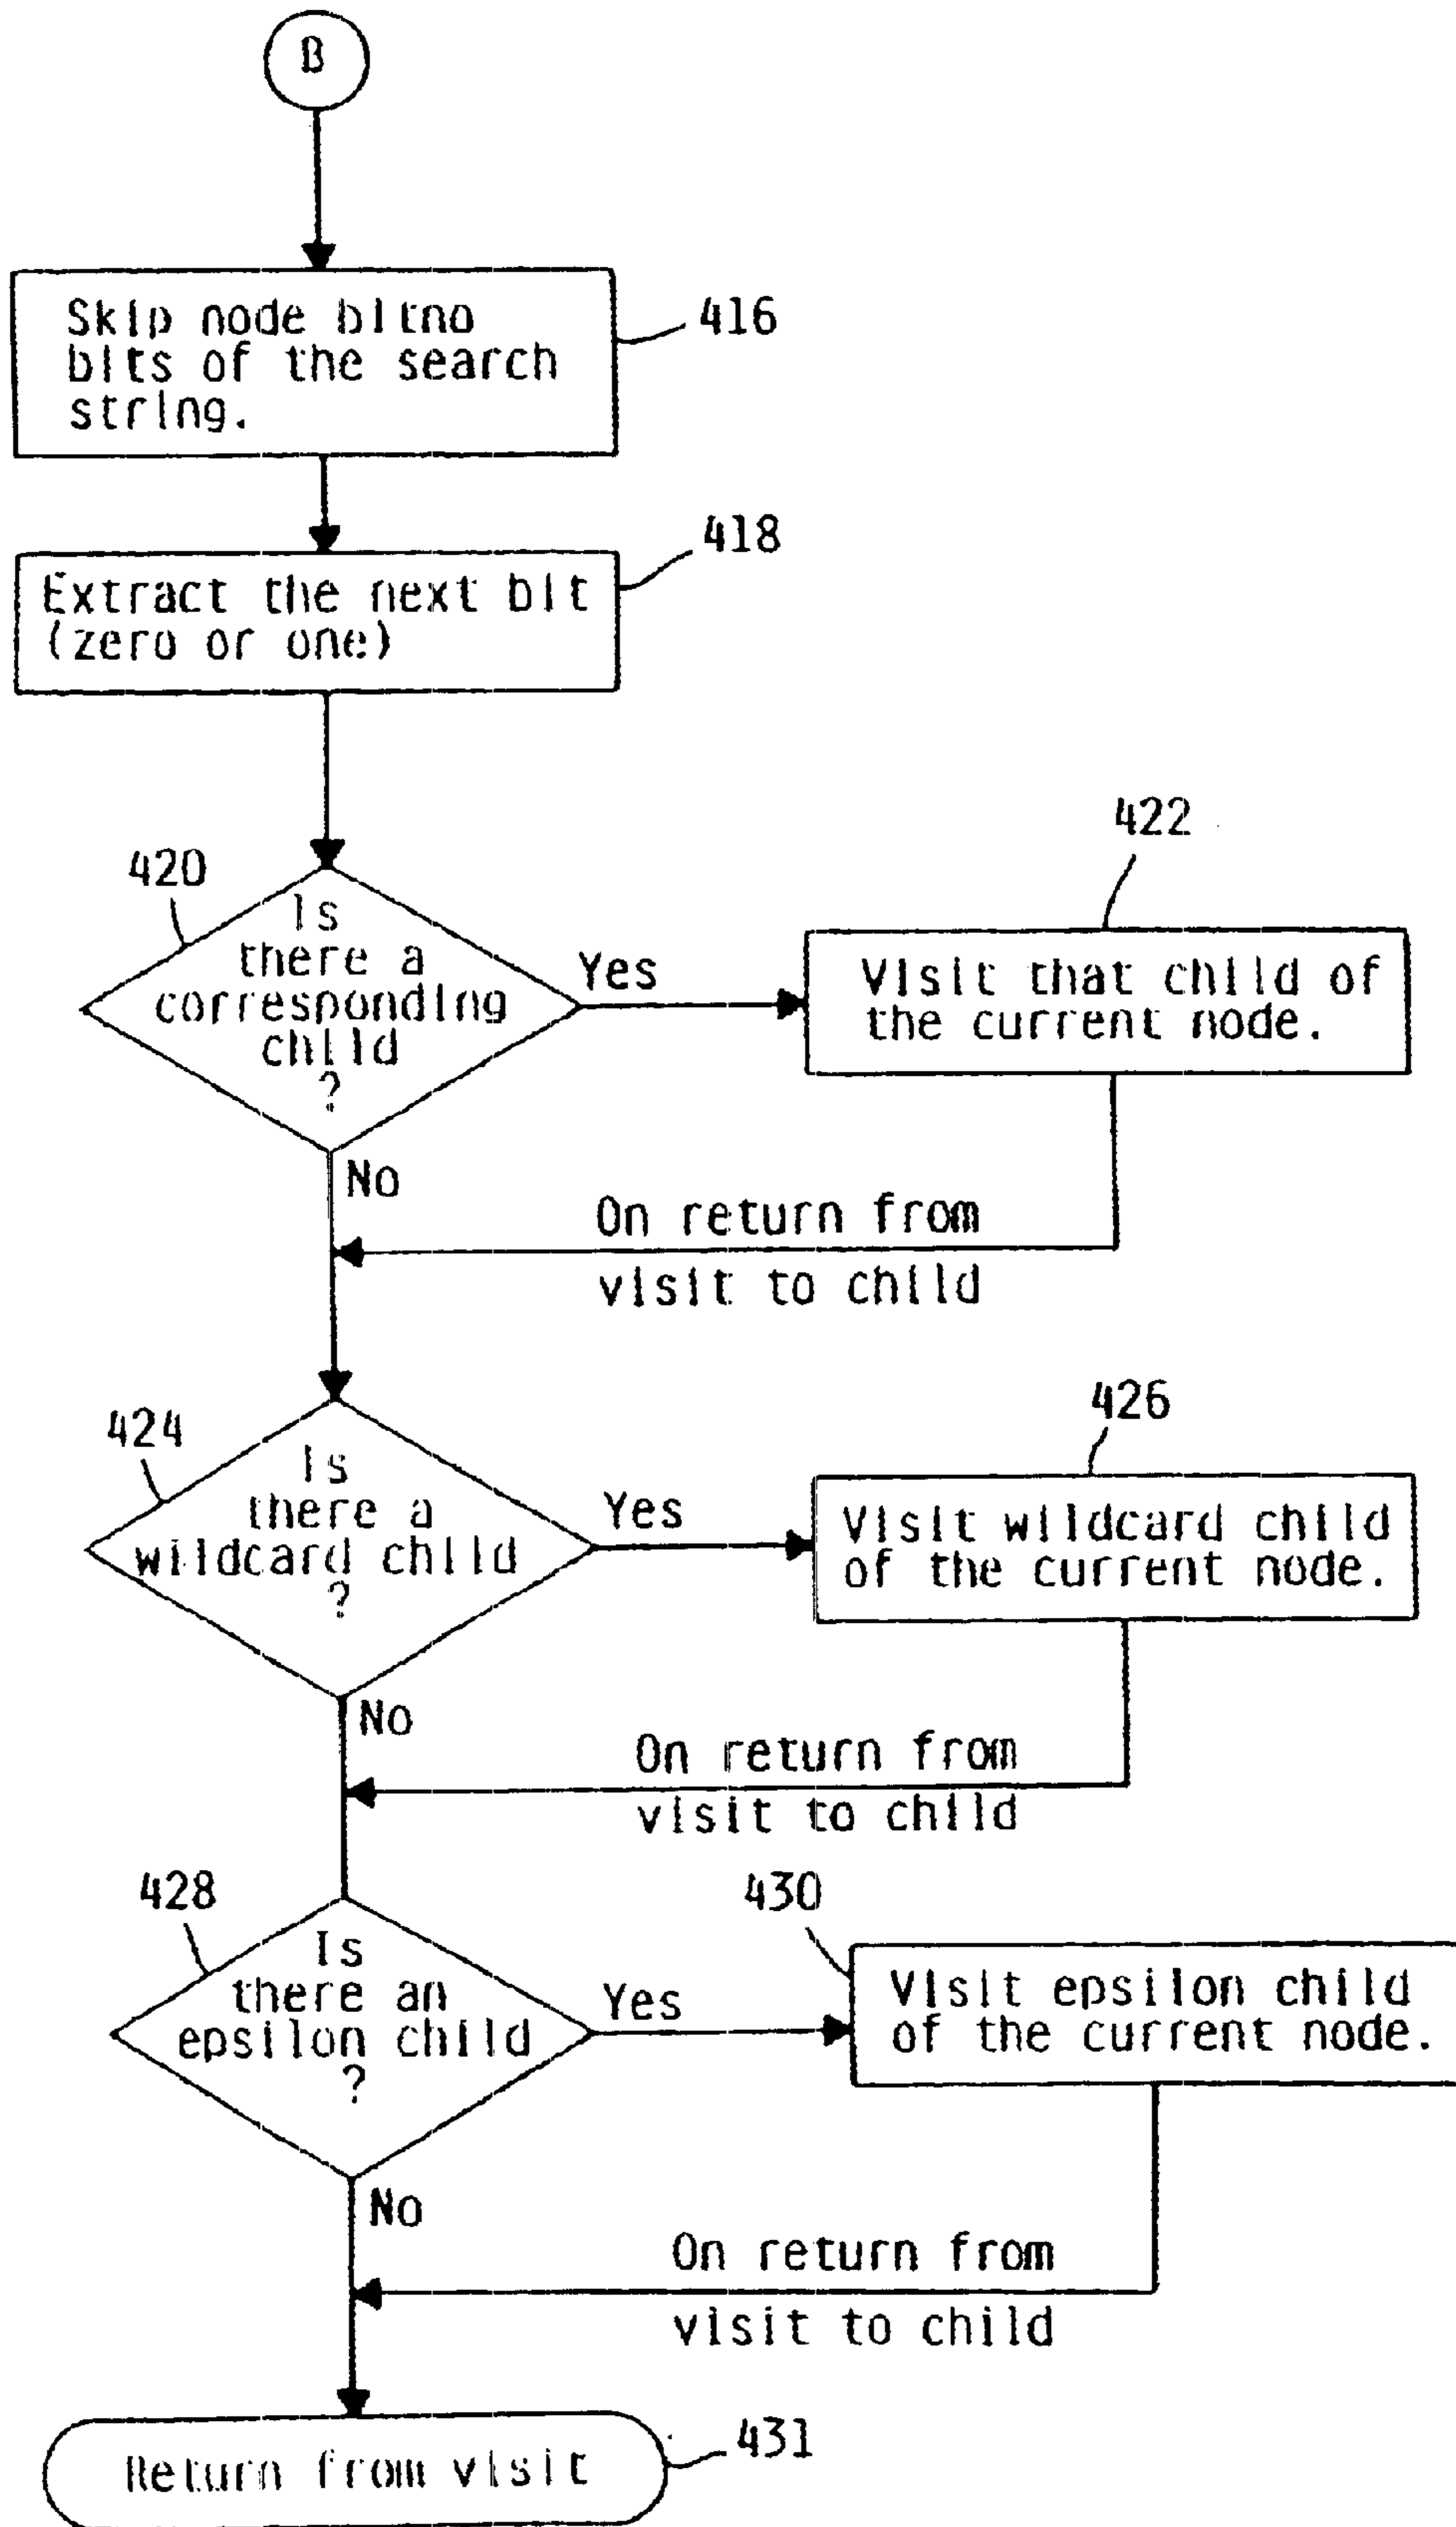 B
Skip node bitno
bits of the search
string.
416
418
Extract the next bit
(zero or one)
422
420
Is
there a
corresponding
child
?
Yes
Visit that child of
the current node.
No
On return from
visit to child
426
424
Is
there a
wildcard child
?
Yes
Visit wildcard child
of the current node.
No
On return from
visit to child
428
430
Is
there an
epsilon child
?
Yes
Visit epsilon child
of the current node.
No
On return from
visit to child
431
Return from visit